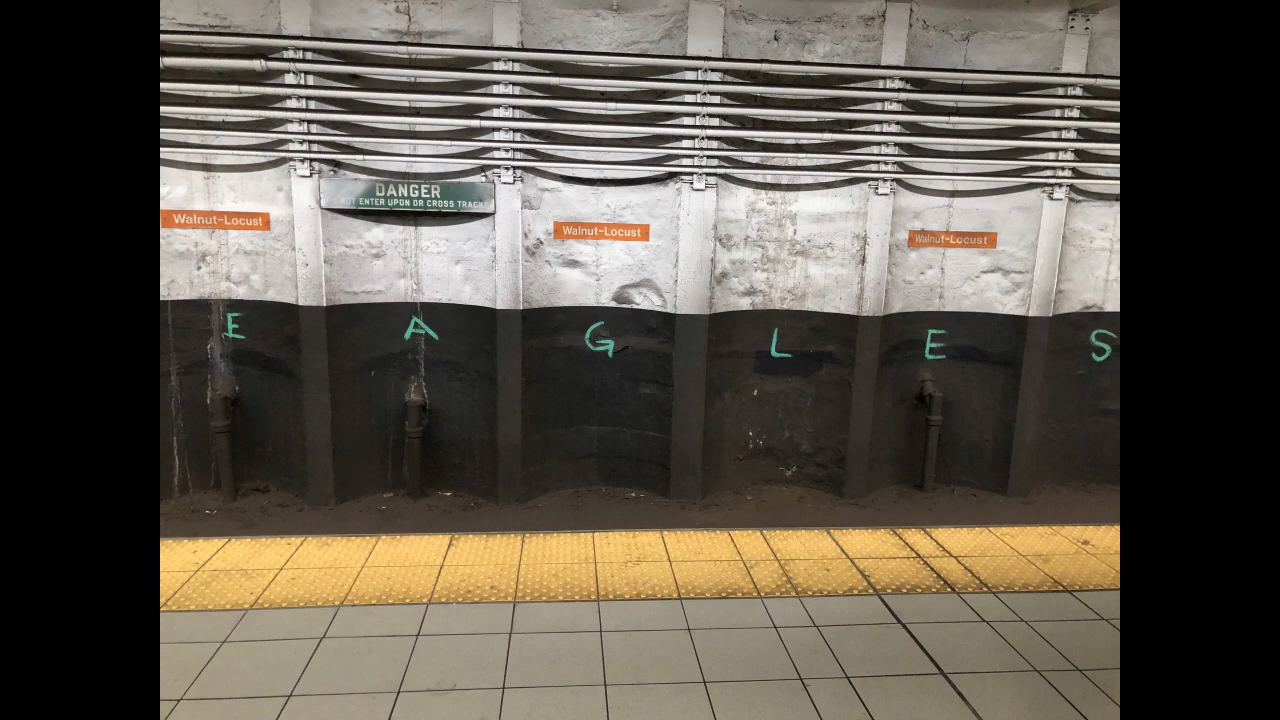 DANGER
NOT ENTER UPON OR CROSS TRACKS
Walnut-Locust
Walnut-Locust
Walnut-Locust
E A G L E S